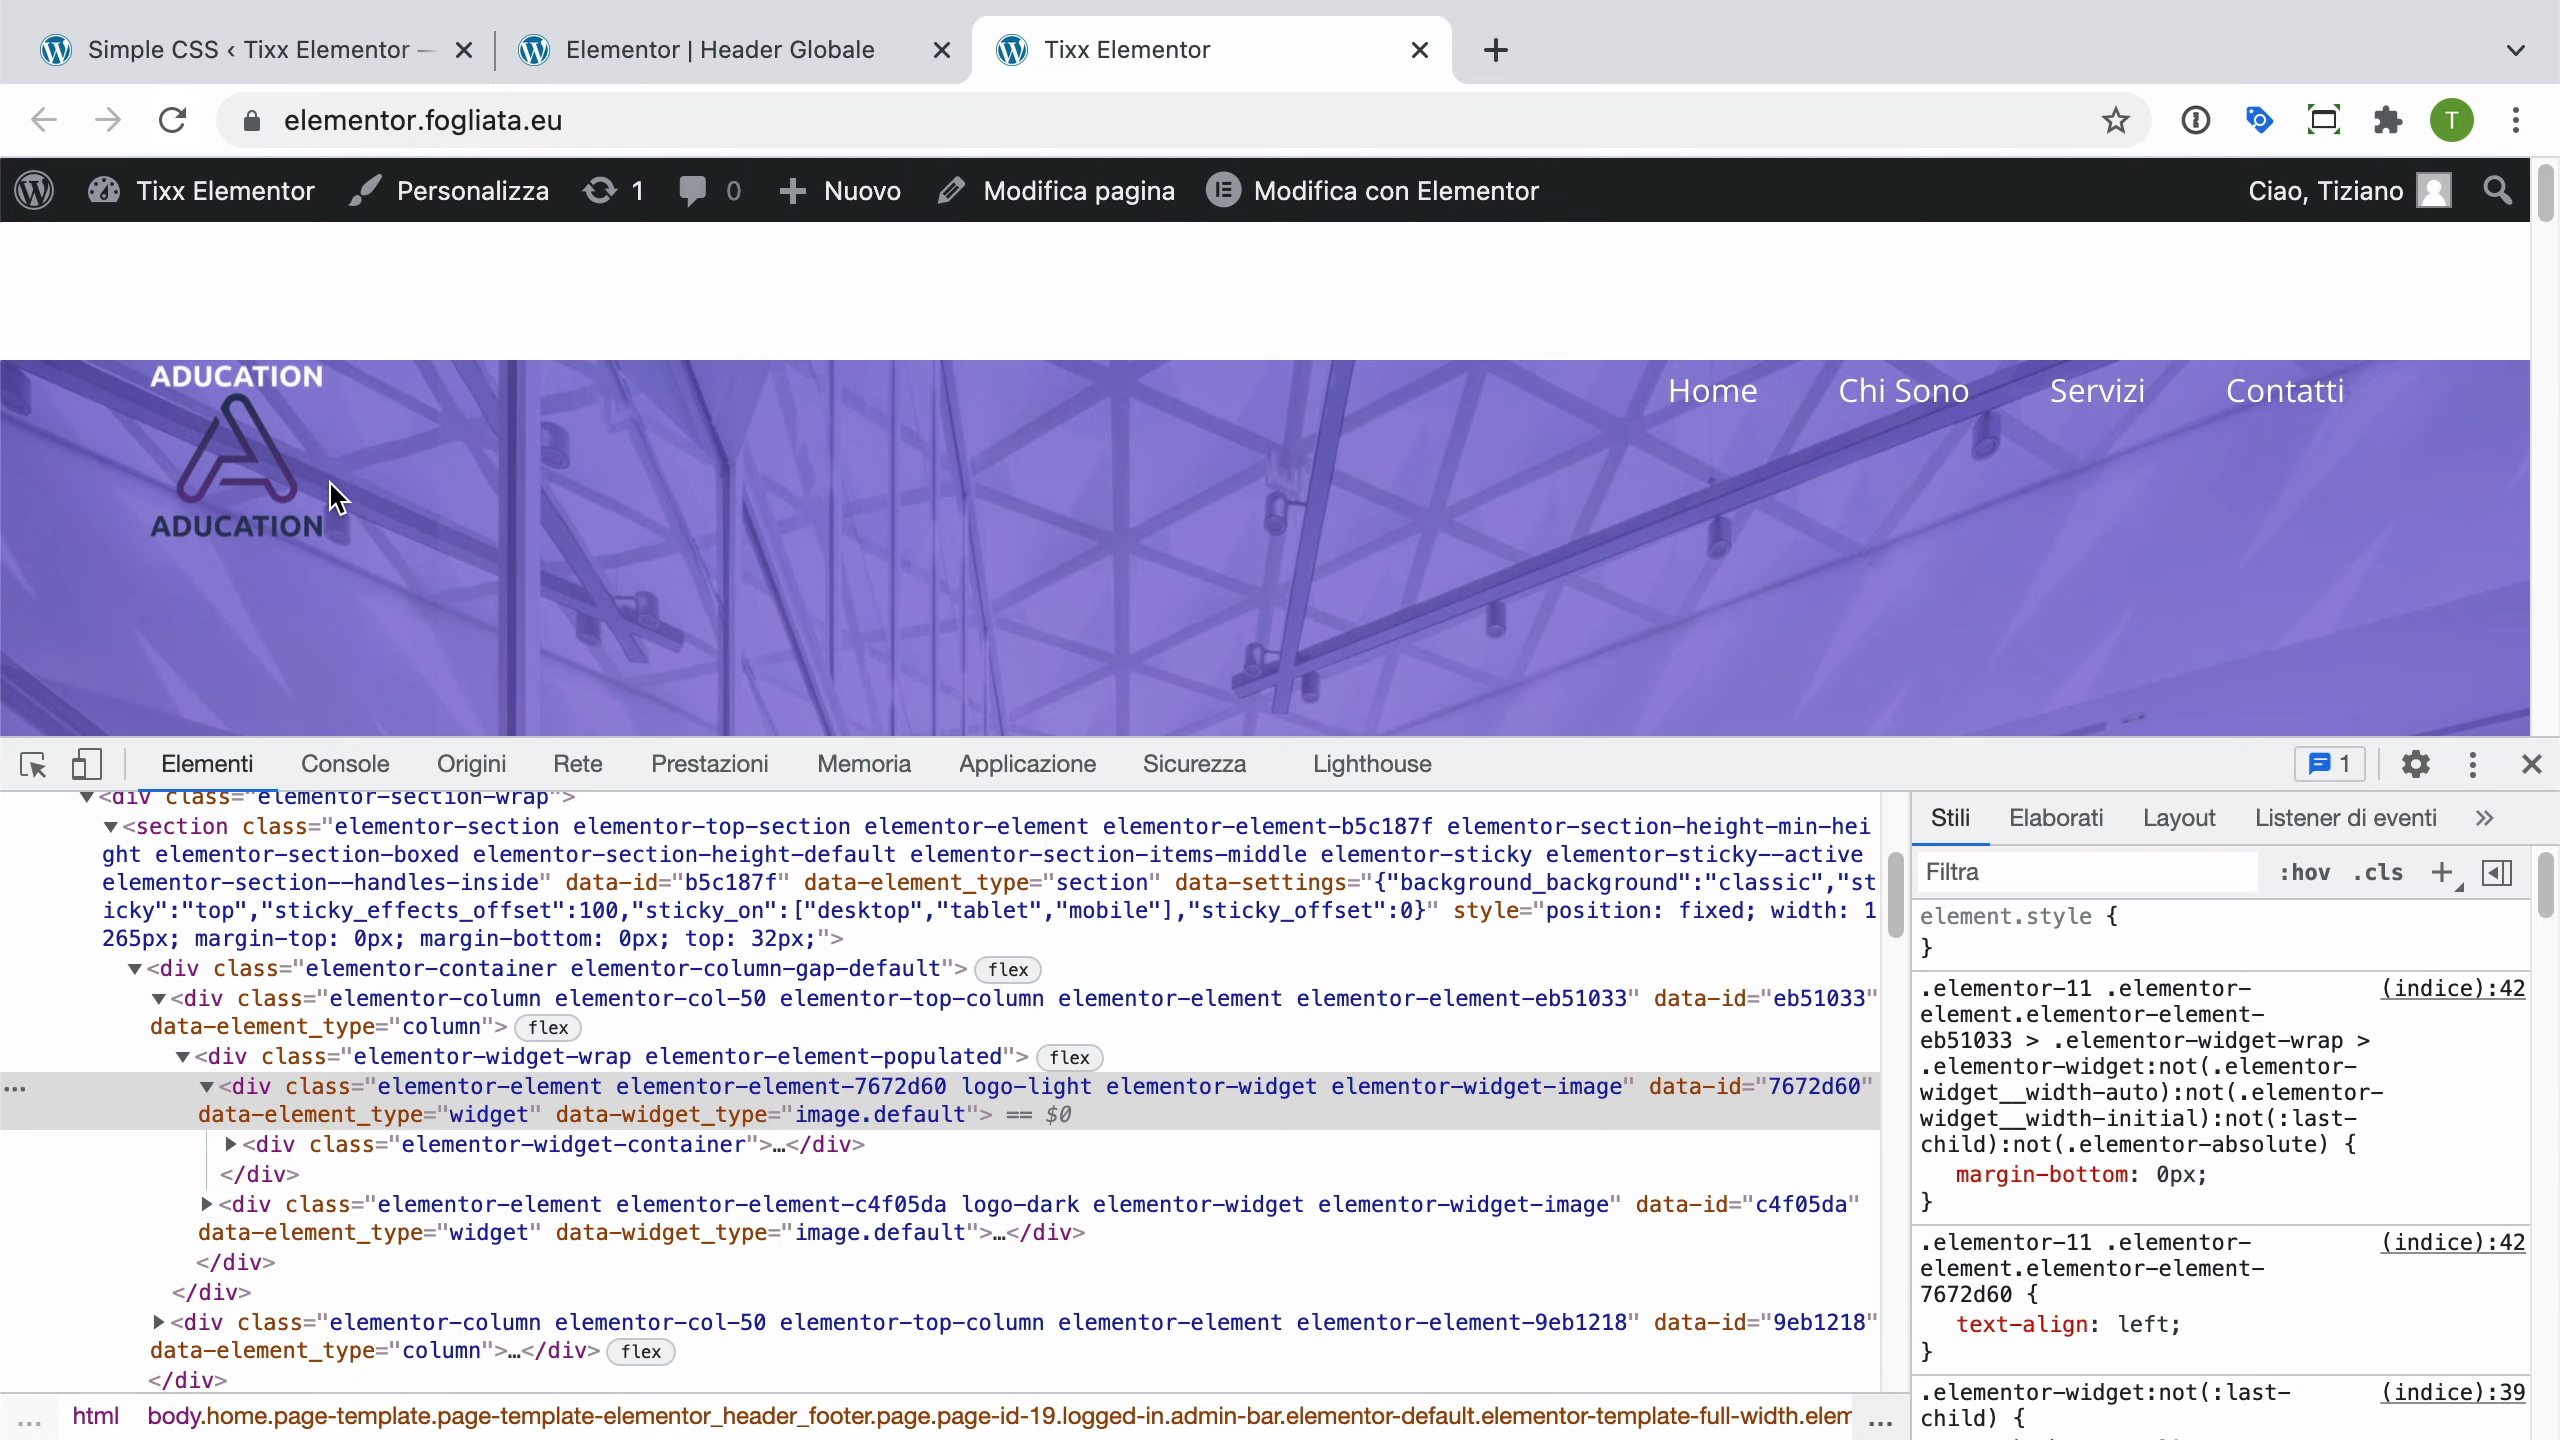 Simple CSS ‹ Tixx Elementor —
Elementor | Header Globale
Tixx Elementor
elementor.fogliata.eu
T
Tixx Elementor
Personalizza
1
0
Nuovo
Modifica pagina
Modifica con Elementor
Ciao, Tiziano
ADUCATION
Home
Chi Sono
Servizi
Contatti
ADUCATION
Elementi
Console
Origini
Rete
Prestazioni
Memoria
Applicazione
Sicurezza
Lighthouse
1
<div class="elementor-section-wrap">
<section class="elementor-section elementor-top-section elementor-element elementor-element-b5c187f elementor-section-height-min-hei
ght elementor-section-boxed elementor-section-height-default elementor-section-items-middle elementor-sticky elementor-sticky--active
elementor-section--handles-inside" data-id="b5c187f" data-element_type="section" data-settings="{"background_background":"classic","st
icky":"top","sticky_effects_offset":100,"sticky_on":["desktop","tablet","mobile"],"sticky_offset":0}" style="position: fixed; width: 1
265px; margin-top: 0px; margin-bottom: 0px; top: 32px;">
<div class="elementor-container elementor-column-gap-default"> flex
<div class="elementor-column elementor-col-50 elementor-top-column elementor-element elementor-element-eb51033" data-id="eb51033"
data-element_type="column"> flex
<div class="elementor-widget-wrap elementor-element-populated"> flex
… <div class="elementor-element elementor-element-7672d60 logo-light elementor-widget elementor-widget-image" data-id="7672d60"
data-element_type="widget" data-widget_type="image.default"> == $0
<div class="elementor-widget-container">…</div>
</div>
<div class="elementor-element elementor-element-c4f05da logo-dark elementor-widget elementor-widget-image" data-id="c4f05da"
data-element_type="widget" data-widget_type="image.default">…</div>
</div>
</div>
<div class="elementor-column elementor-col-50 elementor-top-column elementor-element elementor-element-9eb1218" data-id="9eb1218"
data-element_type="column">…</div> flex
</div>
… html body.home.page-template.page-template-elementor_header_footer.page.page-id-19.logged-in.admin-bar.elementor-default.elementor-template-full-width.elem …
Stili
Elaborati
Layout
Listener di eventi
Filtra
:hov
.cls
element.style {
}
.elementor-11 .elementor- (indice):42
element.elementor-element-
eb51033 > .elementor-widget-wrap >
.elementor-widget:not(.elementor-
widget__width-auto):not(.elementor-
widget__width-initial):not(:last-
child):not(.elementor-absolute) {
margin-bottom: 0px;
}
.elementor-11 .elementor- (indice):42
element.elementor-element-
7672d60 {
text-align: left;
}
.elementor-widget:not(:last- (indice):39
child) {